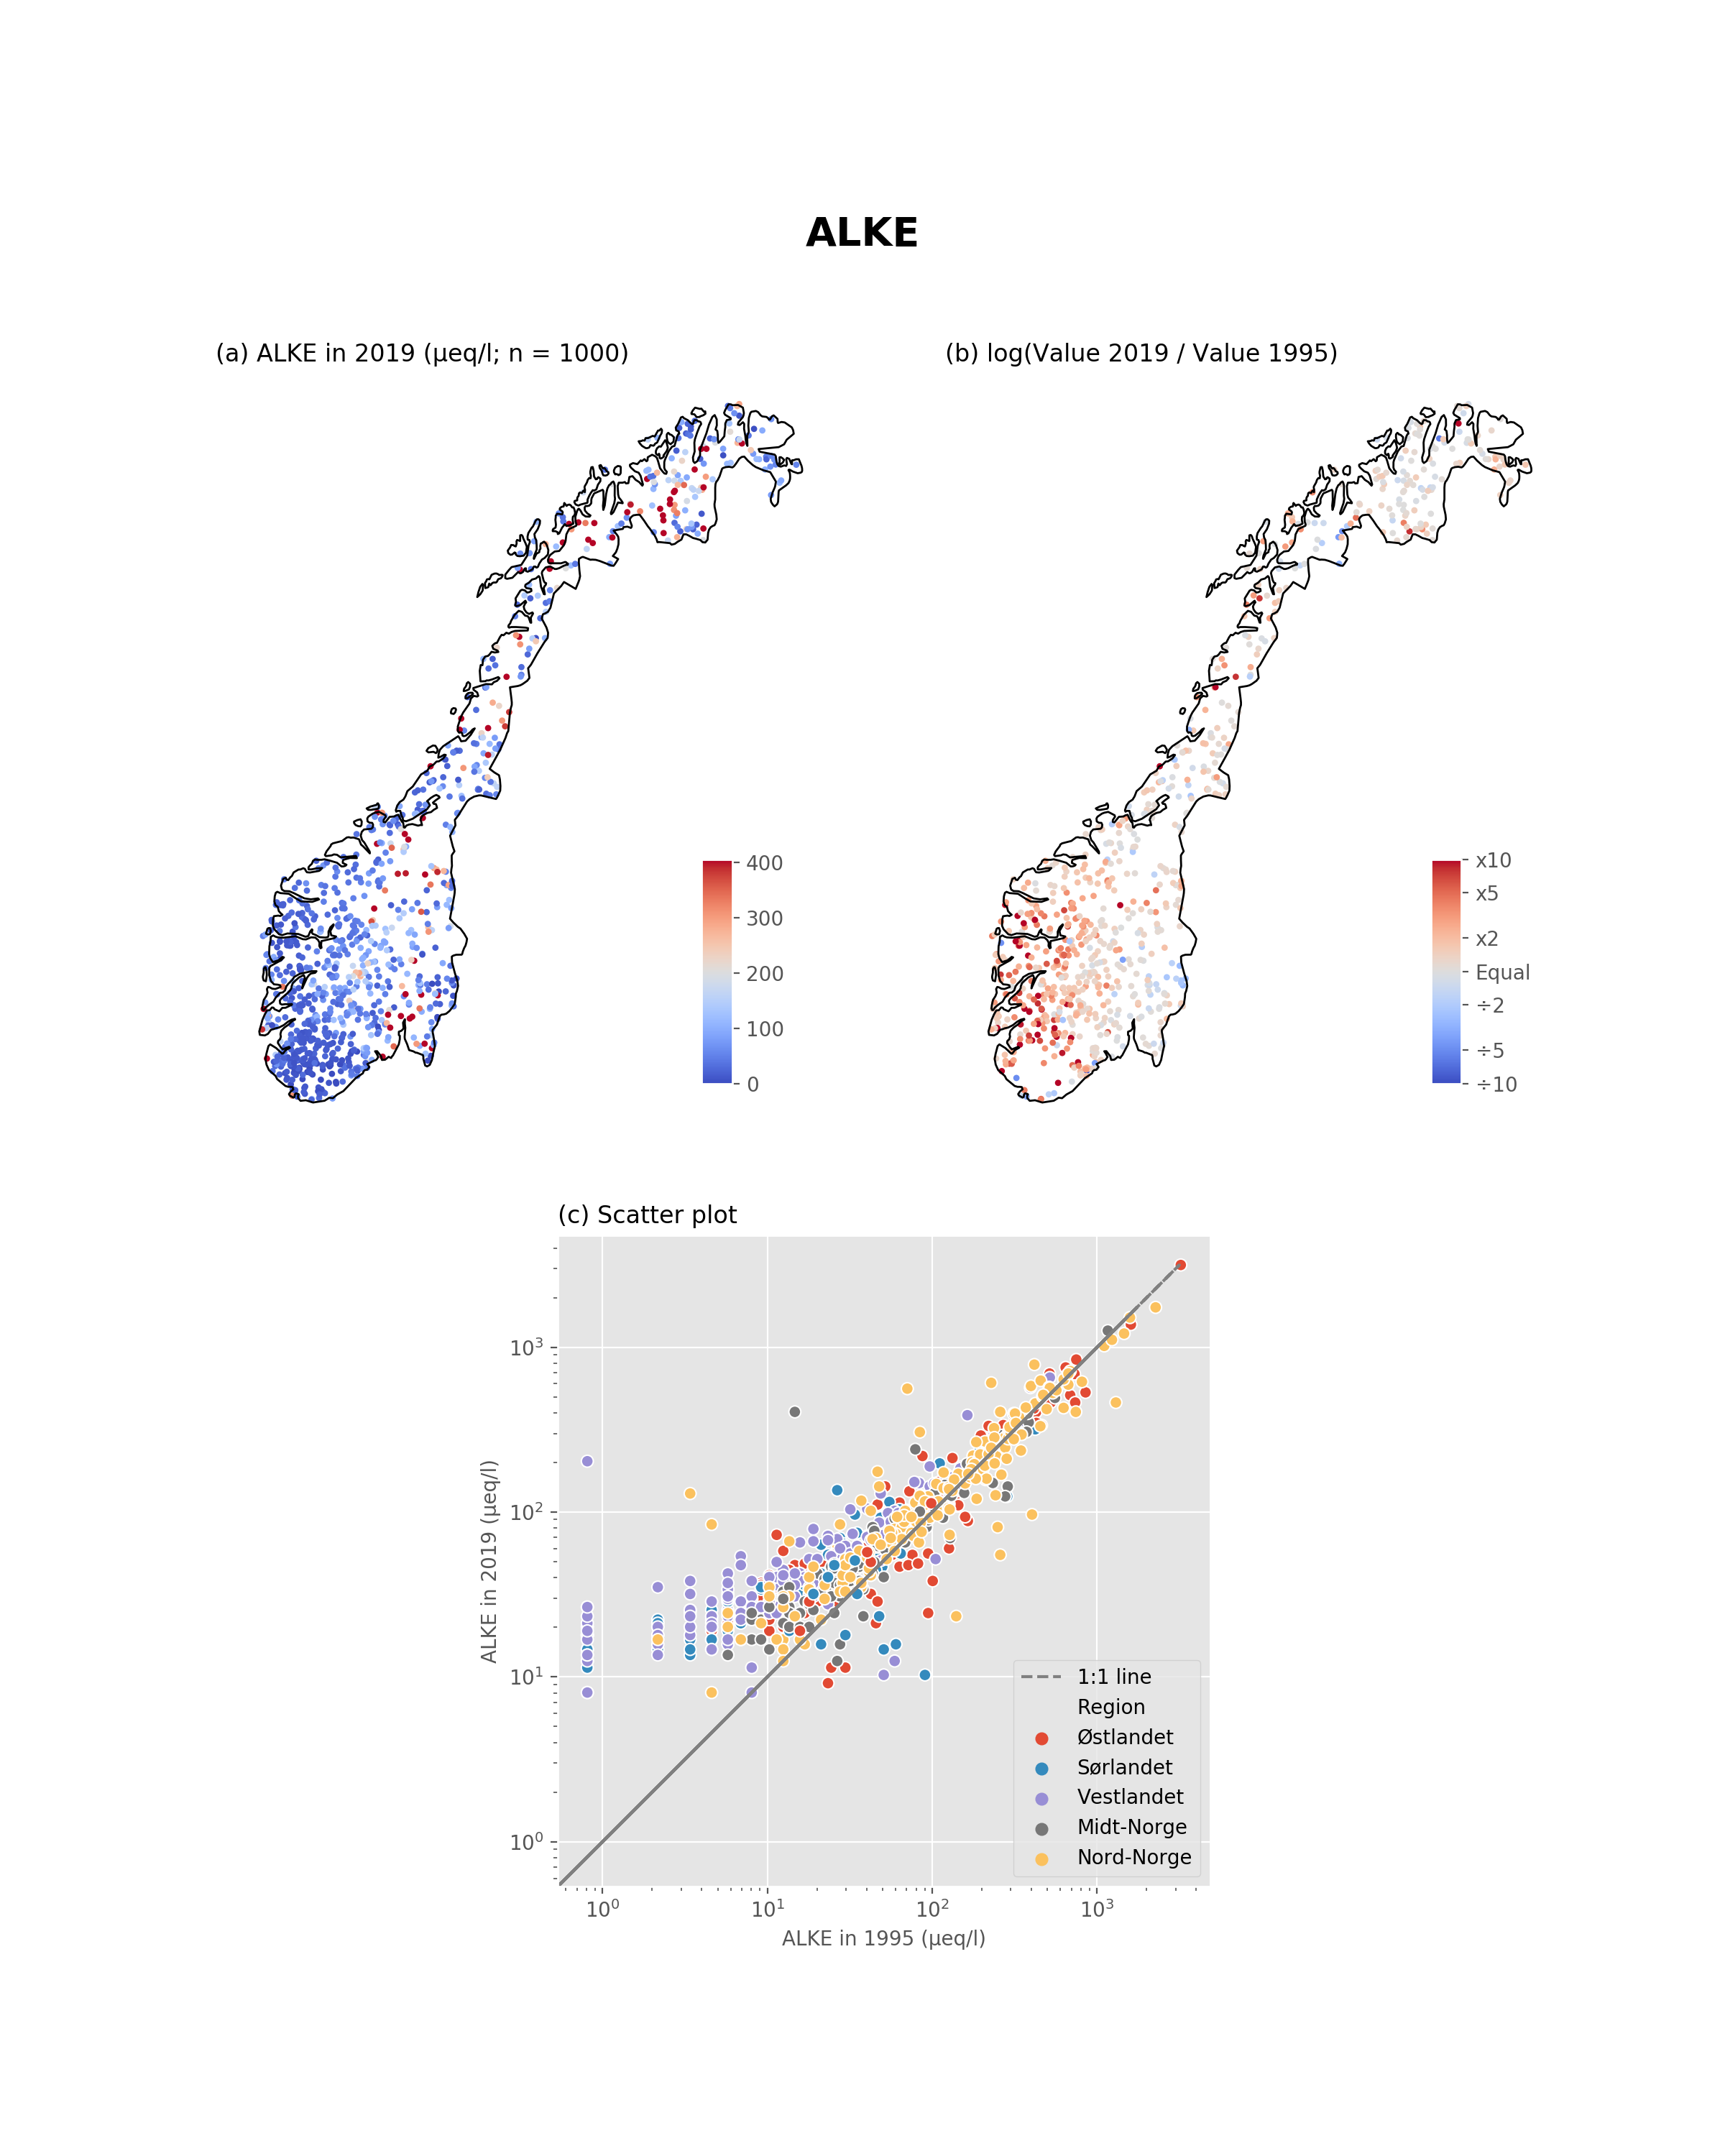 ALKE
(a) ALKE in 2019 (µeq/l; n = 1000)
(b) log(Value 2019 / Value 1995)
400
300
200
100
0
x10
x5
x2
Equal
÷2
÷5
÷10
(c) Scatter plot
10³
10²
10¹
10⁰
ALKE in 2019 (µeq/l)
1:1 line
Region
Østlandet
Sørlandet
Vestlandet
Midt-Norge
Nord-Norge
10⁰ 10¹ 10² 10³
ALKE in 1995 (µeq/l)